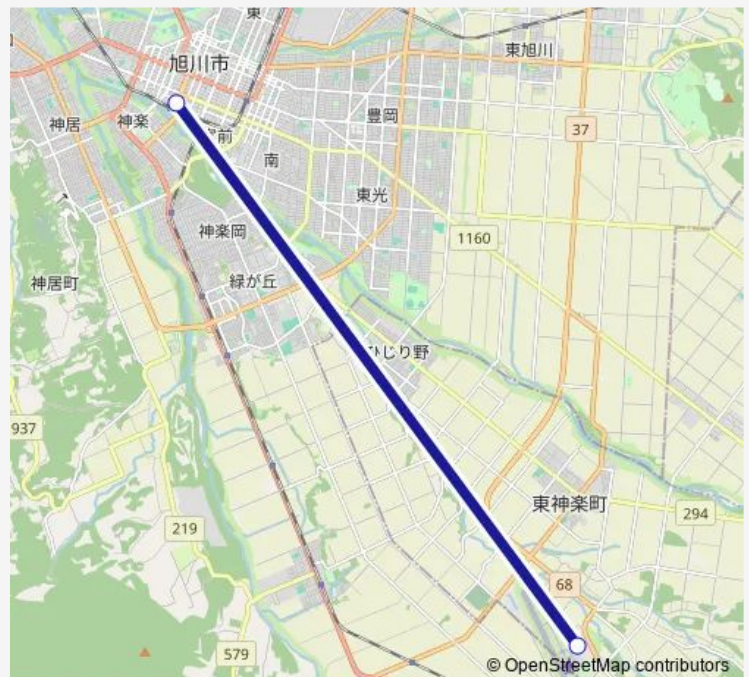 東
旭川市
東旭川
神居
神楽
豊岡
37
前
南
東光
神楽岡
1160
神居町
緑が丘
ひじり野
937
219
東神楽町
294
68
579
© OpenStreetMap contributors